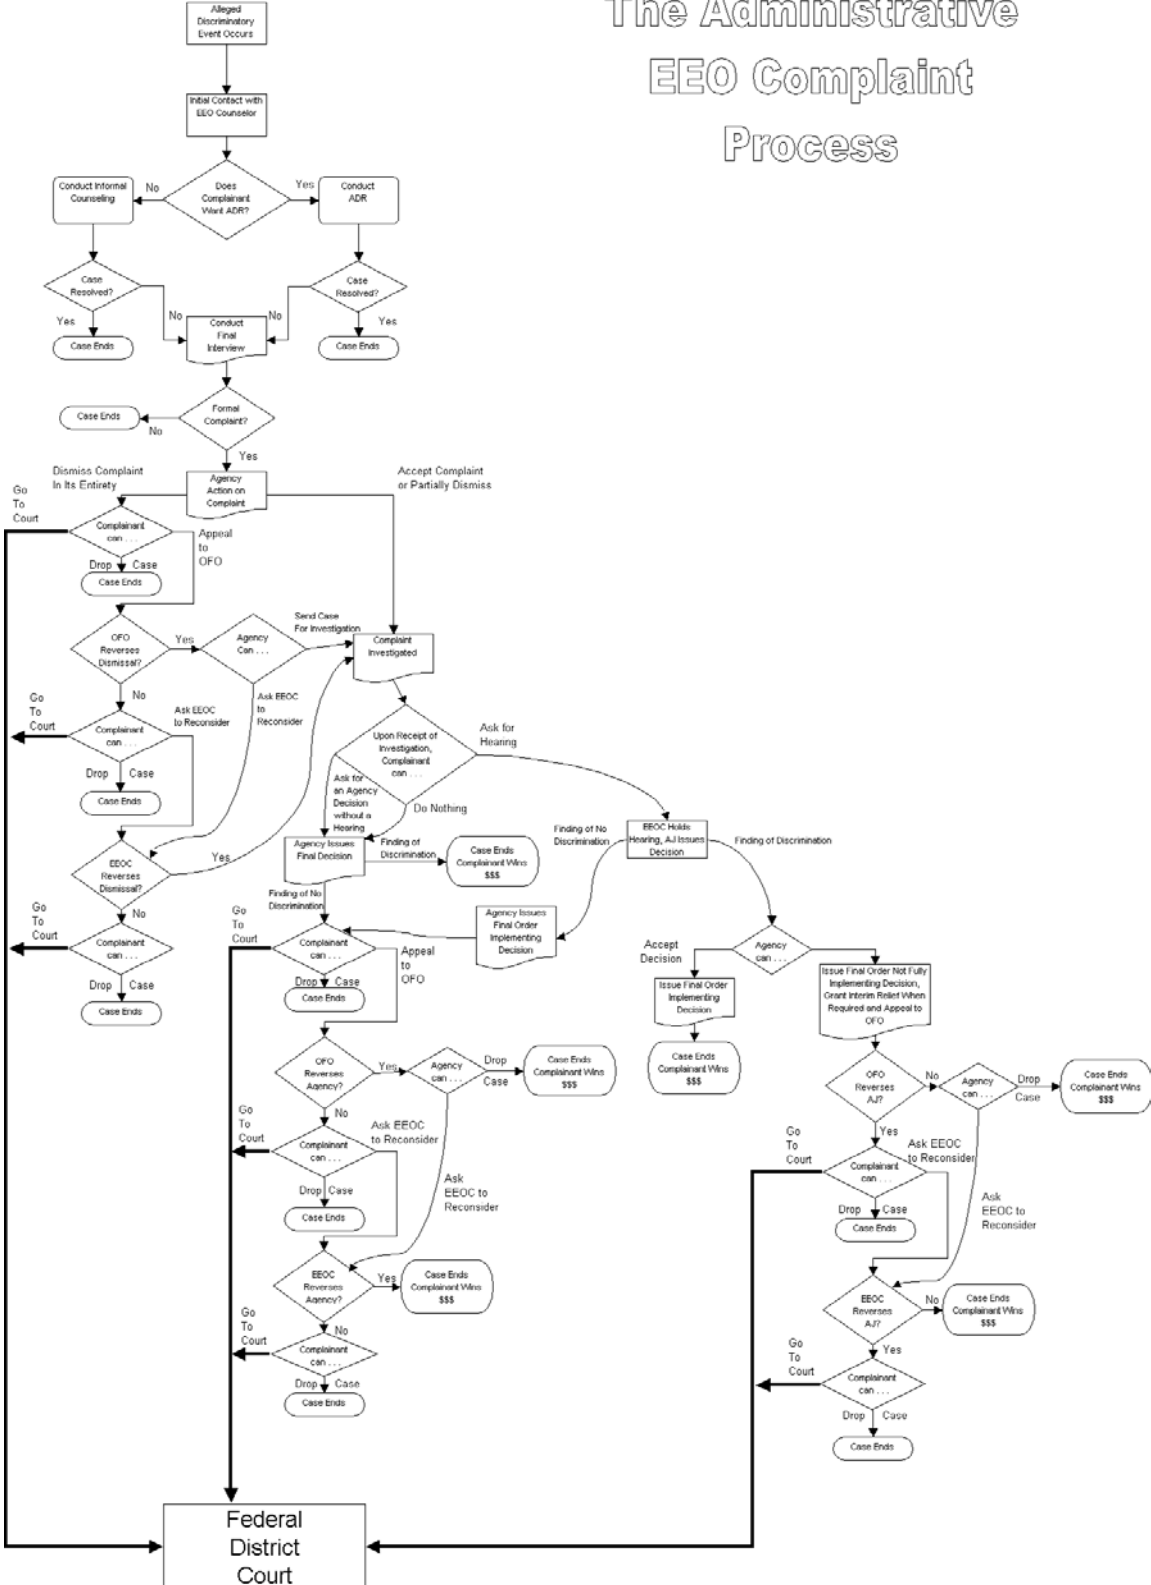 The Administrative
EEO Complaint
Process
Alleged
Discriminatory
Event Occurs
Initial Contact with
EEO Counselor
Does
Complainant
Want ADR?
No
Yes
Conduct Informal
Counseling
Conduct
ADR
Case
Resolved?
Case
Resolved?
Yes
No
No
Yes
Case Ends
Conduct
Final
Interview
Case Ends
Formal
Complaint?
Case Ends
No
Yes
Dismiss Complaint
In Its Entirety
Agency
Action on
Complaint
Accept Complaint
or Partially Dismiss
Go
To
Court
Complainant
can . . .
Appeal
to
OFO
Drop Case
Case Ends
OFO
Reverses
Dismissal?
Yes
Agency
Can . . .
Send Case
For Investigation
Complaint
Investigated
No
Ask EEOC
to Reconsider
Ask EEOC
to
Reconsider
Go
To
Court
Complainant
can . . .
Drop Case
Case Ends
EEOC
Reverses
Dismissal?
Yes
No
Go
To
Court
Complainant
can . . .
Drop Case
Case Ends
Upon Receipt of
Investigation,
Complainant
can . . .
Ask for
Hearing
Ask for
an Agency
Decision
without a
Hearing
Do Nothing
Agency Issues
Final Decision
Finding of
Discrimination
Case Ends
Complainant Wins
$$$
Finding of No
Discrimination
EEOC Holds
Hearing, AJ Issues
Decision
Finding of Discrimination
Finding of No
Discrimination
Agency Issues
Final Order
Implementing
Decision
Go
To
Court
Complainant
can . . .
Appeal
to
OFO
Drop Case
Case Ends
OFO
Reverses
Agency?
Yes
Agency
can . . .
Drop
Case
Case Ends
Complainant Wins
$$$
No
Go
To
Court
Complainant
can . . .
Ask EEOC
to Reconsider
Ask
EEOC to
Reconsider
Drop Case
Case Ends
EEOC
Reverses
Agency?
Yes
Case Ends
Complainant Wins
$$$
No
Go
To
Court
Complainant
can . . .
Drop Case
Case Ends
Accept
Decision
Agency
can . . .
Issue Final Order
Implementing
Decision
Case Ends
Complainant Wins
$$$
Issue Final Order Not Fully
Implementing Decision,
Grant Interim Relief When
Required and Appeal to
OFO
OFO
Reverses
AJ?
No
Agency
can . . .
Drop
Case
Case Ends
Complainant Wins
$$$
Yes
Go
To
Court
Complainant
can . . .
Ask EEOC
to Reconsider
Ask
EEOC to
Reconsider
Drop Case
Case Ends
EEOC
Reverses
AJ?
No
Case Ends
Complainant Wins
$$$
Yes
Go
To
Court
Complainant
can . . .
Drop Case
Case Ends
Federal
District
Court